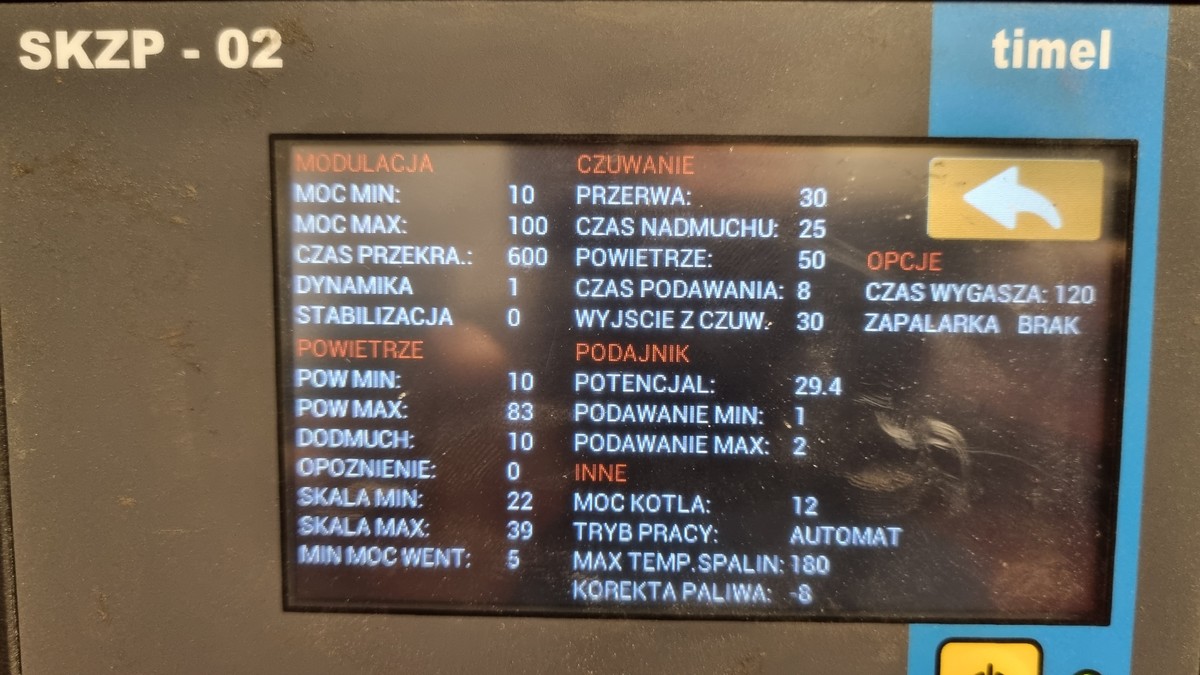 SKZP - 02
timel
MODULACJA
MOC MIN: 10
MOC MAX: 100
CZAS PRZEKRA.: 600
DYNAMIKA 1
STABILIZACJA 0
POWIETRZE
POW MIN: 10
POW MAX: 83
DODMUCH: 10
OPOZNIENIE: 0
SKALA MIN: 22
SKALA MAX: 39
MIN MOC WENT: 5
CZUWANIE
PRZERWA: 30
CZAS NADMUCHU: 25
POWIETRZE: 50
CZAS PODAWANIA: 8
WYJSCIE Z CZUW. 30
PODAJNIK
POTENCJAL: 29.4
PODAWANIE MIN: 1
PODAWANIE MAX: 2
INNE
MOC KOTLA: 12
TRYB PRACY: AUTOMAT
MAX TEMP.SPALIN: 180
KOREKTA PALIWA: -8
OPCJE
CZAS WYGASZA: 120
ZAPALARKA BRAK